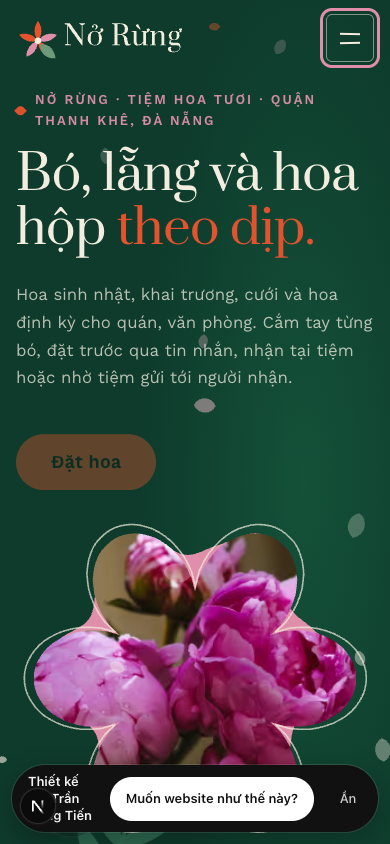 Nở Rừng
NỞ RỪNG · TIỆM HOA TƯƠI · QUẬN
THANH KHÊ, ĐÀ NẴNG
Bó, lẵng và hoa
hộp theo dịp.
Hoa sinh nhật, khai trương, cưới và hoa
định kỳ cho quán, văn phòng. Cắm tay từng
bó, đặt trước qua tin nhắn, nhận tại tiệm
hoặc nhờ tiệm gửi tới người nhận.
Đặt hoa
Thiết kế
Trần
Tiến
N
Muốn website như thế này?
Ẩn